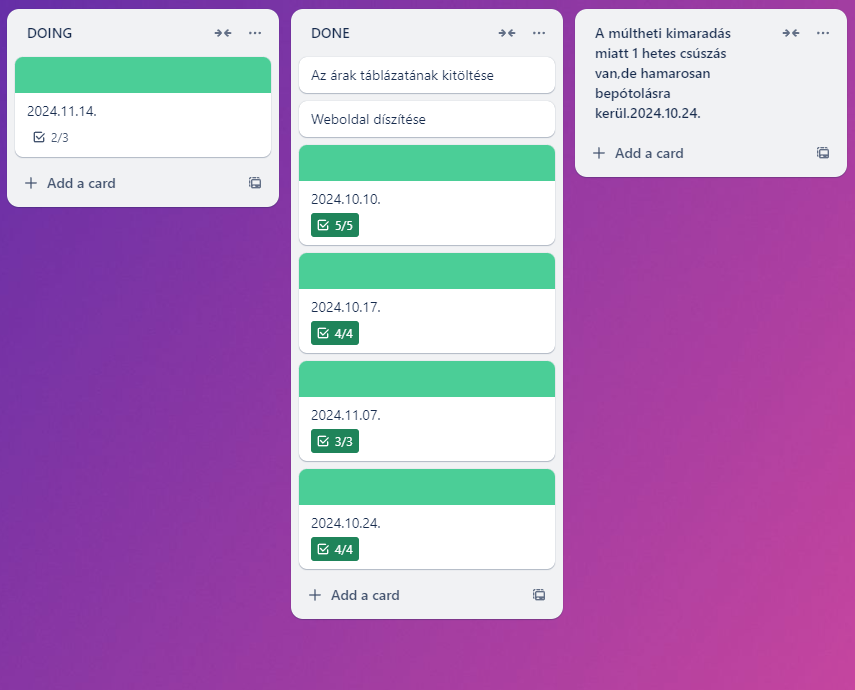 DOING
2024.11.14.
2/3
Add a card
DONE
Az árak táblázatának kitöltése
Weboldal díszítése
2024.10.10.
5/5
2024.10.17.
4/4
2024.11.07.
3/3
2024.10.24.
4/4
Add a card
A múltheti kimaradás
miatt 1 hetes csúszás
van,de hamarosan
bepótolásra
kerül.2024.10.24.
Add a card